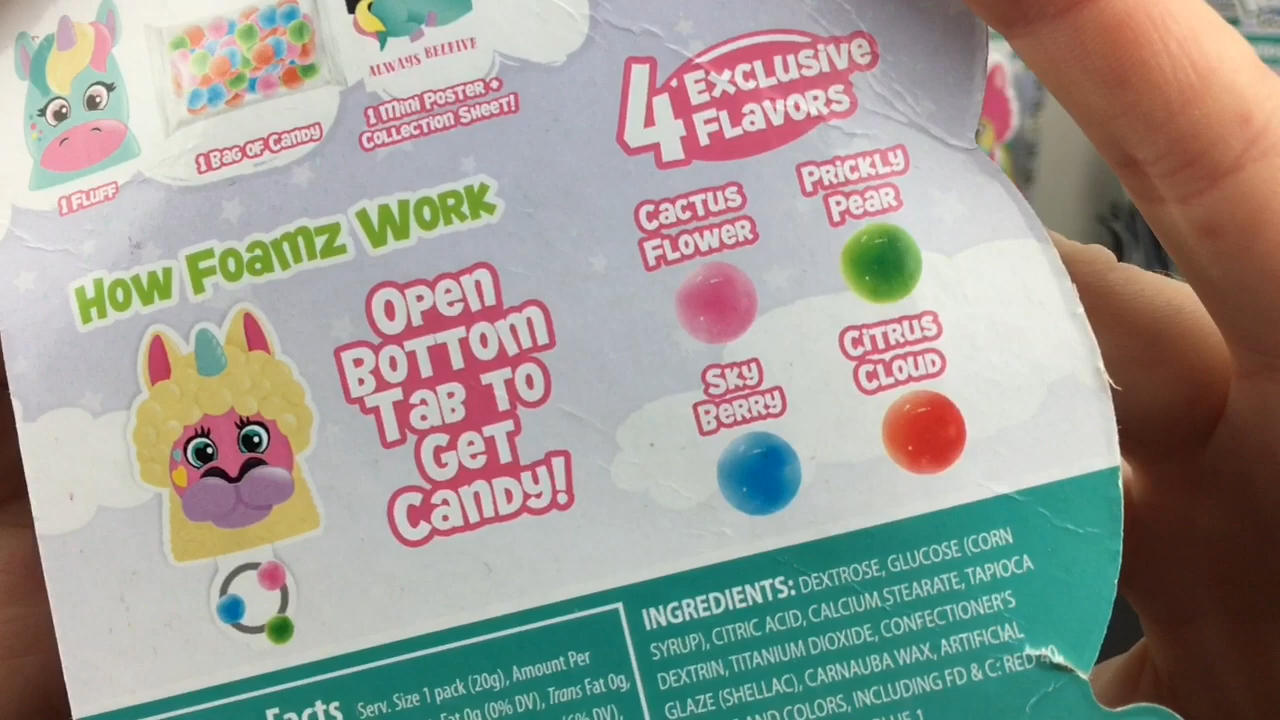 ALWAYS BELIEVE
1 Fluff
1 Bag of Candy
1 Mini Poster +
Collection Sheet!
4 Exclusive
Flavors
How Foamz Work
Open
Bottom
Tab to
Get
Candy!
Cactus
Flower
Prickly
Pear
Sky
Berry
Citrus
Cloud
Facts
Serv. Size 1 pack (20g), Amount Per
Fat 0g (0% DV), Trans Fat 0g,
DV),
INGREDIENTS: DEXTROSE, GLUCOSE (CORN
SYRUP), CITRIC ACID, CALCIUM STEARATE, TAPIOCA
DEXTRIN, TITANIUM DIOXIDE, CONFECTIONER'S
GLAZE (SHELLAC), CARNAUBA WAX, ARTIFICIAL
AND COLORS, INCLUDING FD & C: RED
BLUE 1